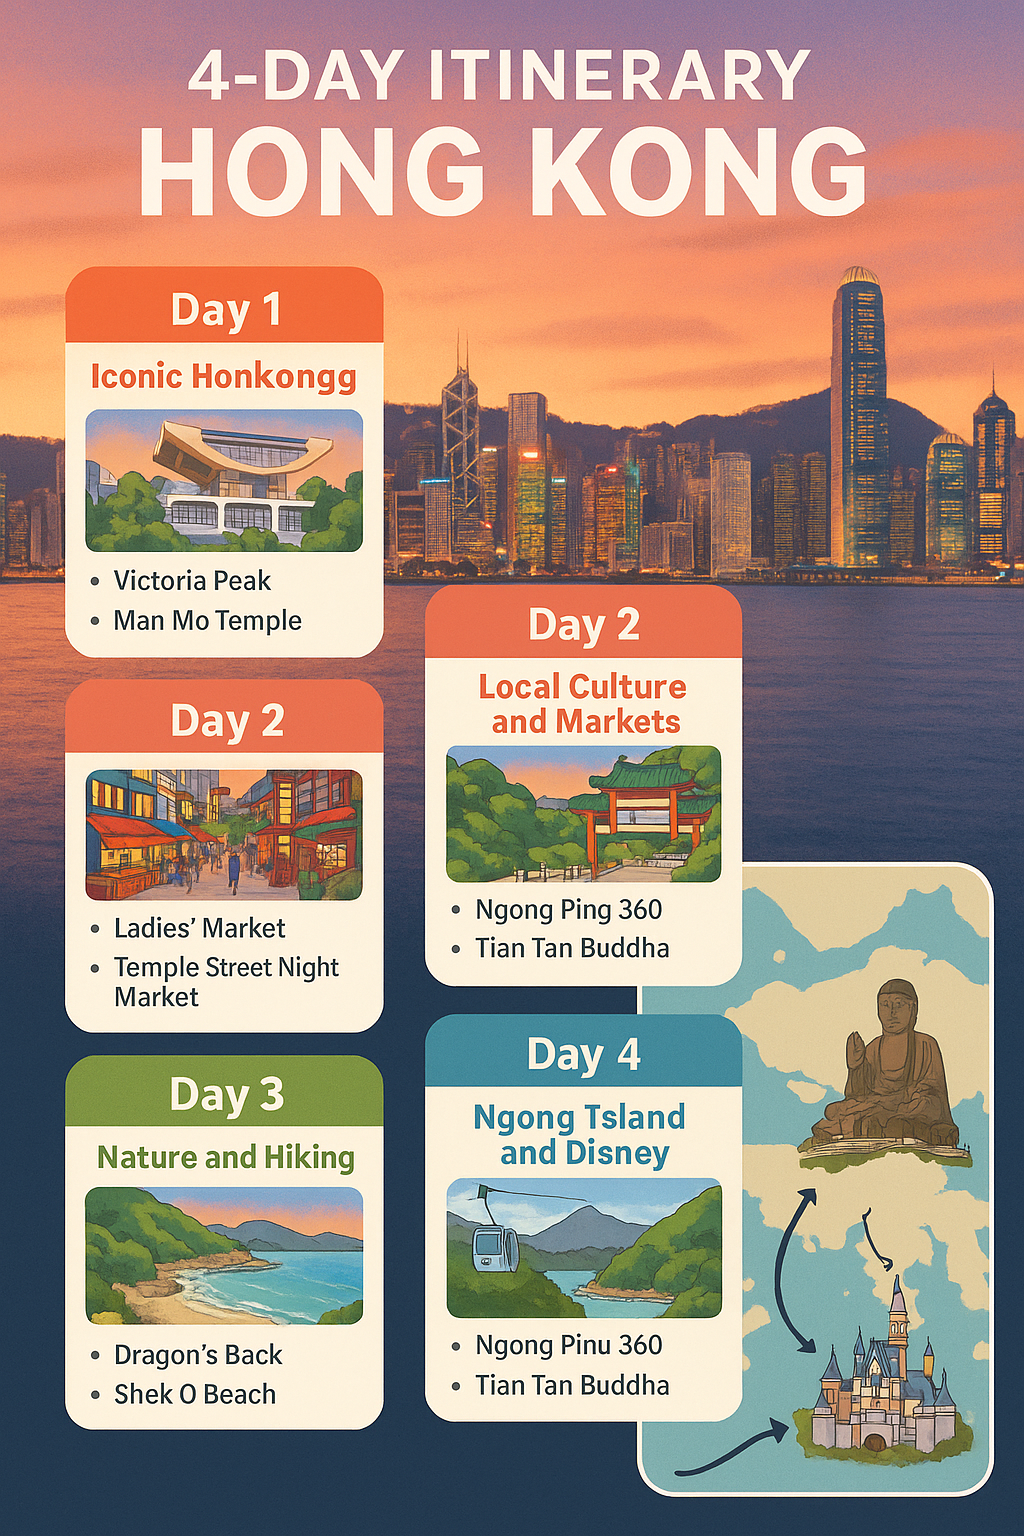 4-DAY ITINERARY
HONG KONG
Day 1
Iconic Honkongg
• Victoria Peak
• Man Mo Temple
Day 2
• Ladies’ Market
• Temple Street Night
Market
Day 3
Nature and Hiking
• Dragon’s Back
• Shek O Beach
Day 2
Local Culture
and Markets
• Ngong Ping 360
• Tian Tan Buddha
Day 4
Ngong Tsland
and Disney
• Ngong Pinu 360
• Tian Tan Buddha